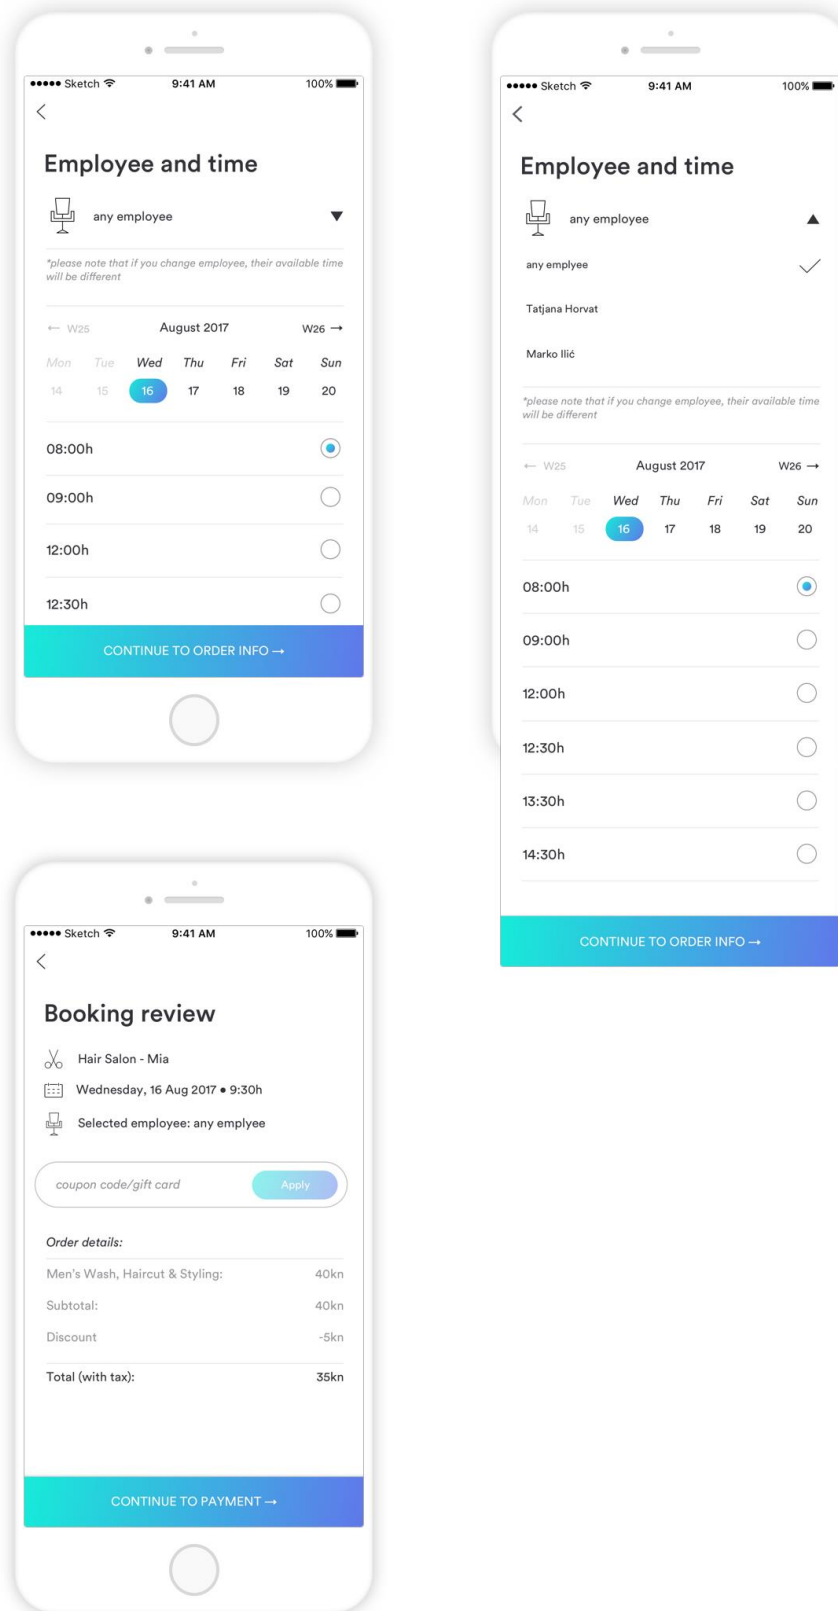 Sketch 9:41 AM 100%
Employee and time
any employee
*please note that if you change employee, their available time
will be different
← W25 August 2017 W26 →
Mon Tue Wed Thu Fri Sat Sun
14 15 16 17 18 19 20
08:00h
09:00h
12:00h
12:30h
CONTINUE TO ORDER INFO →
Sketch 9:41 AM 100%
Employee and time
any employee
any emplyee
Tatjana Horvat
Marko Ilić
*please note that if you change employee, their available time
will be different
← W25 August 2017 W26 →
Mon Tue Wed Thu Fri Sat Sun
14 15 16 17 18 19 20
08:00h
09:00h
12:00h
12:30h
13:30h
14:30h
CONTINUE TO ORDER INFO →
Sketch 9:41 AM 100%
Booking review
Hair Salon - Mia
Wednesday, 16 Aug 2017 • 9:30h
Selected employee: any emplyee
coupon code/gift card Apply
Order details:
Men's Wash, Haircut & Styling: 40kn
Subtotal: 40kn
Discount -5kn
Total (with tax): 35kn
CONTINUE TO PAYMENT →